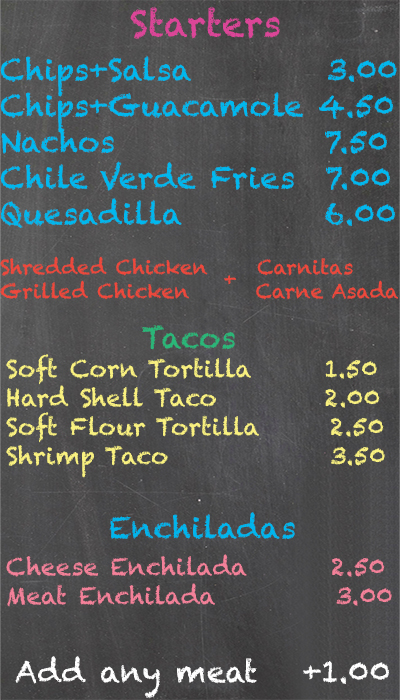 Starters
Chips+Salsa 3.00
Chips+Guacamole 4.50
Nachos 7.50
Chile Verde Fries 7.00
Quesadilla 6.00
Shredded Chicken + Carnitas
Grilled Chicken Carne Asada
Tacos
Soft Corn Tortilla 1.50
Hard Shell Taco 2.00
Soft Flour Tortilla 2.50
Shrimp Taco 3.50
Enchiladas
Cheese Enchilada 2.50
Meat Enchilada 3.00
Add any meat +1.00